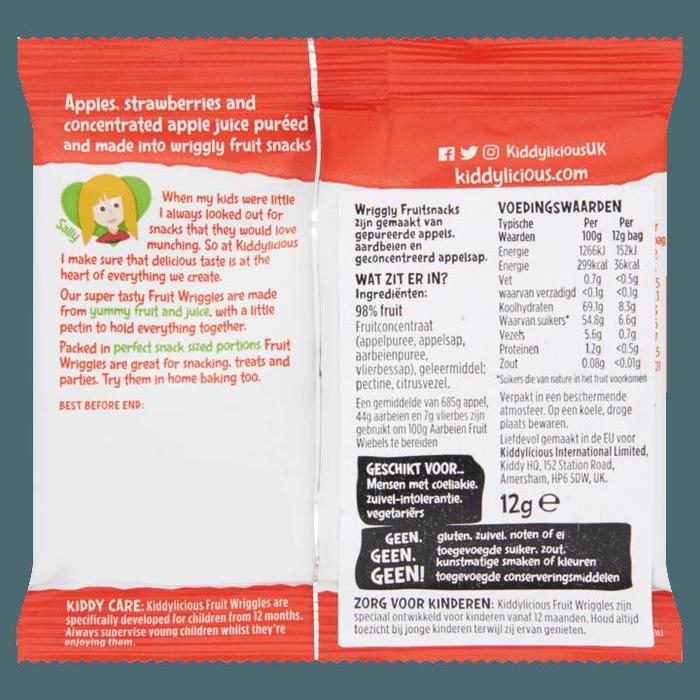 Apples, strawberries and
concentrated apple juice puréed
and made into wriggly fruit snacks
Sally
When my kids were little
I always looked out for
snacks that they would love
munching. So at Kiddylicious
I make sure that delicious taste is at the
heart of everything we create.
Our super tasty Fruit Wriggles are made
from yummy fruit and juice, with a little
pectin to hold everything together.
Packed in perfect snack sized portions Fruit
Wriggles are great for snacking, treats and
parties. Try them in home baking too.
BEST BEFORE END:
KIDDY CARE: Kiddylicious Fruit Wriggles are
specifically developed for children from 12 months.
Always supervise young children whilst they're
enjoying them.
KiddyliciousUK
kiddylicious.com
Wriggly Fruitsnacks
zijn gemaakt van
gepureerde appels,
aardbeien en
geconcentreerd appelsap.
WAT ZIT ER IN?
Ingrediënten:
98% fruit
Fruitconcentraat
(appelpuree, appelsap,
aarbeienpuree,
vlierbessap), geleermiddel:
pectine, citrusvezel.
Een gemiddelde van 685g appel,
44g aarbeien en 7g vlierbes zijn
gebruikt om 100g Aarbeien Fruit
Wiebels te bereiden
GESCHIKT VOOR...
Mensen met coeliakie,
zuivel-intolerantie,
vegetariërs
VOEDINGSWAARDEN
Typische Per Per
Waarden 100g 12g bag
Energie 1266kJ 152kJ
Energie 299kcal 36kcal
Vet 0.7g <0.5g
waarvan verzadigd <0.1g <0.1g
Koolhydraten 69.1g 8.3g
Waarvan suikers* 54.8g 6.6g
Vezels 5.6g 0.7g
Proteinen 1.2g <0.5g
Zout 0.08g <0.01g
*Suikers die van nature in het fruit voorkomen
Verpakt in een beschermende
atmosfeer. Op een koele, droge
plaats bewaren.
Liefdevol gemaakt in de EU voor
Kiddylicious International Limited,
Kiddy HQ, 152 Station Road,
Amersham, HP6 5DW, UK.
12g e
GEEN, GEEN, GEEN!
gluten, zuivel, noten of ei
toegevoegde suiker, zout,
kunstmatige smaken of kleuren
toegevoegde conserveringsmiddelen
ZORG VOOR KINDEREN: Kiddylicious Fruit Wriggles zijn
speciaal ontwikkeld voor kinderen vanaf 12 maanden. Houd altijd
toezicht bij jonge kinderen terwijl zij ervan genieten.